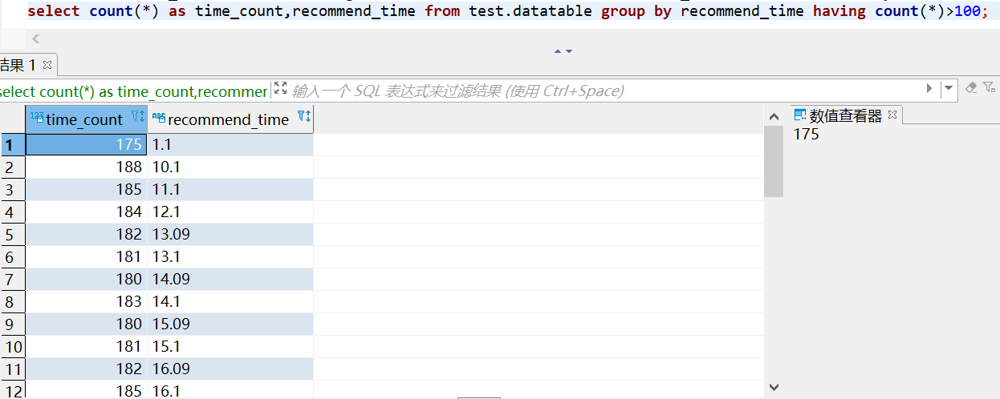 select count(*) as time_count,recommend_time from test.datatable group by recommend_time having count(*)>100;
结果 1
select count(*) as time_count,recommer
输入一个 SQL 表达式来过滤结果 (使用 Ctrl+Space)
123 time_count ABC recommend_time
数值查看器
175
1 175 1.1
2 188 10.1
3 185 11.1
4 184 12.1
5 182 13.09
6 181 13.1
7 180 14.09
8 183 14.1
9 180 15.09
10 181 15.1
11 182 16.09
12 185 16.1